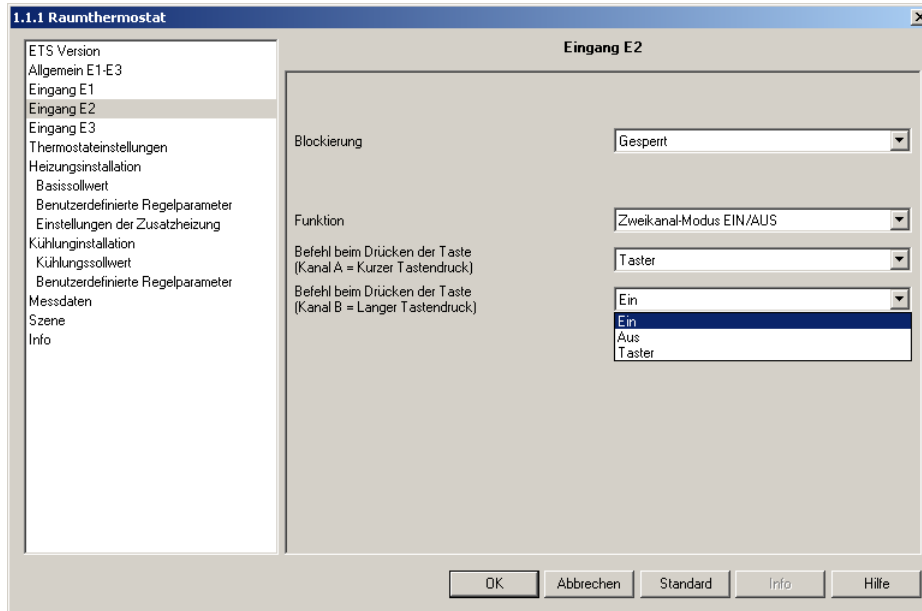 1.1.1 Raumthermostat
ETS Version
Allgemein E1-E3
Eingang E1
Eingang E2
Eingang E3
Thermostateinstellungen
Heizungsinstallation
Basissollwert
Benutzerdefinierte Regelparameter
Einstellungen der Zusatzheizung
Kühlunginstallation
Kühlungssollwert
Benutzerdefinierte Regelparameter
Messdaten
Szene
Info
Eingang E2
Blockierung
Gesperrt
Funktion
Zweikanal-Modus EIN/AUS
Befehl beim Drücken der Taste
(Kanal A = Kurzer Tastendruck)
Taster
Befehl beim Drücken der Taste
(Kanal B = Langer Tastendruck)
Ein
Ein
Aus
Taster
OK
Abbrechen
Standard
Info
Hilfe